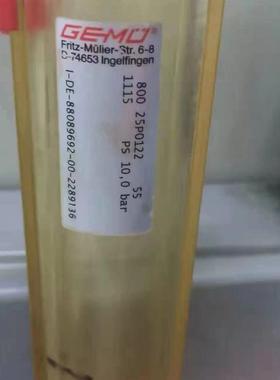 GEMÜ
Fritz-Müller-Str. 6-8
D-74653 Ingelfingen
800 25P0122 55
1115 PS 10,0 bar
I-DE-88089692-00-2289136